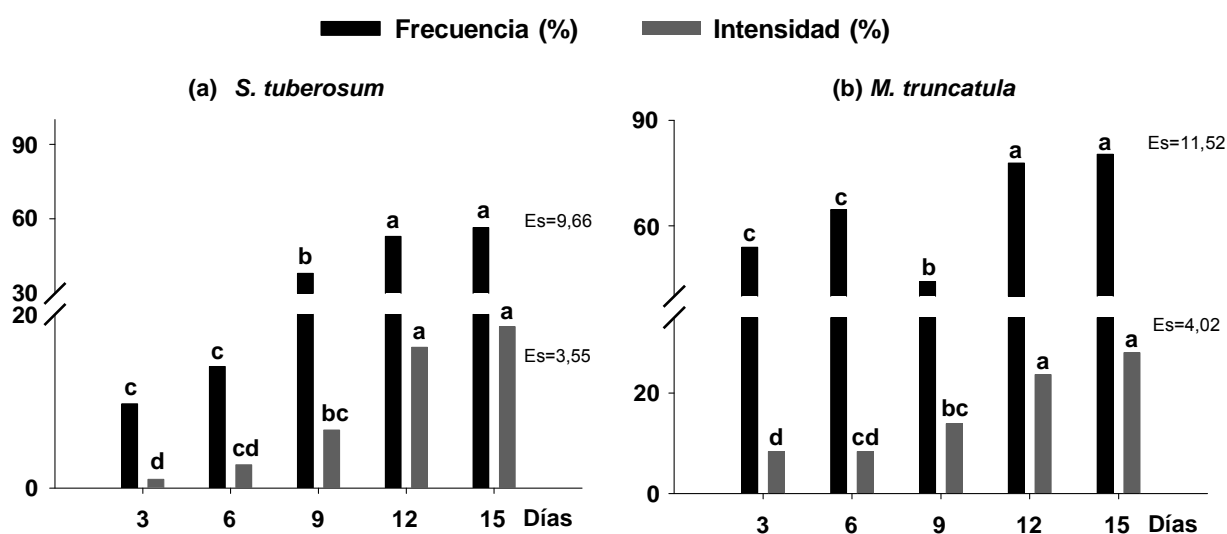 Frecuencia (%) Intensidad (%)
(a) S. tuberosum
90
60
30
20
0
c
d
c
cd
b
bc
a
a
a
a
Es=9,66
Es=3,55
3 6 9 12 15 Días
(b) M. truncatula
90
60
20
0
c
d
c
cd
b
bc
a
a
a
a
Es=11,52
Es=4,02
3 6 9 12 15 Días